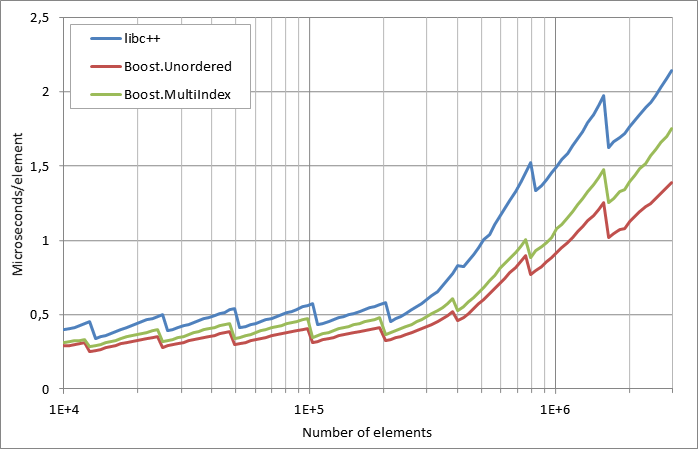 2,5
libc++
Boost.Unordered
Boost.MultiIndex
2
1,5
Microseconds/element
1
0,5
0
1E+4
1E+5
1E+6
Number of elements